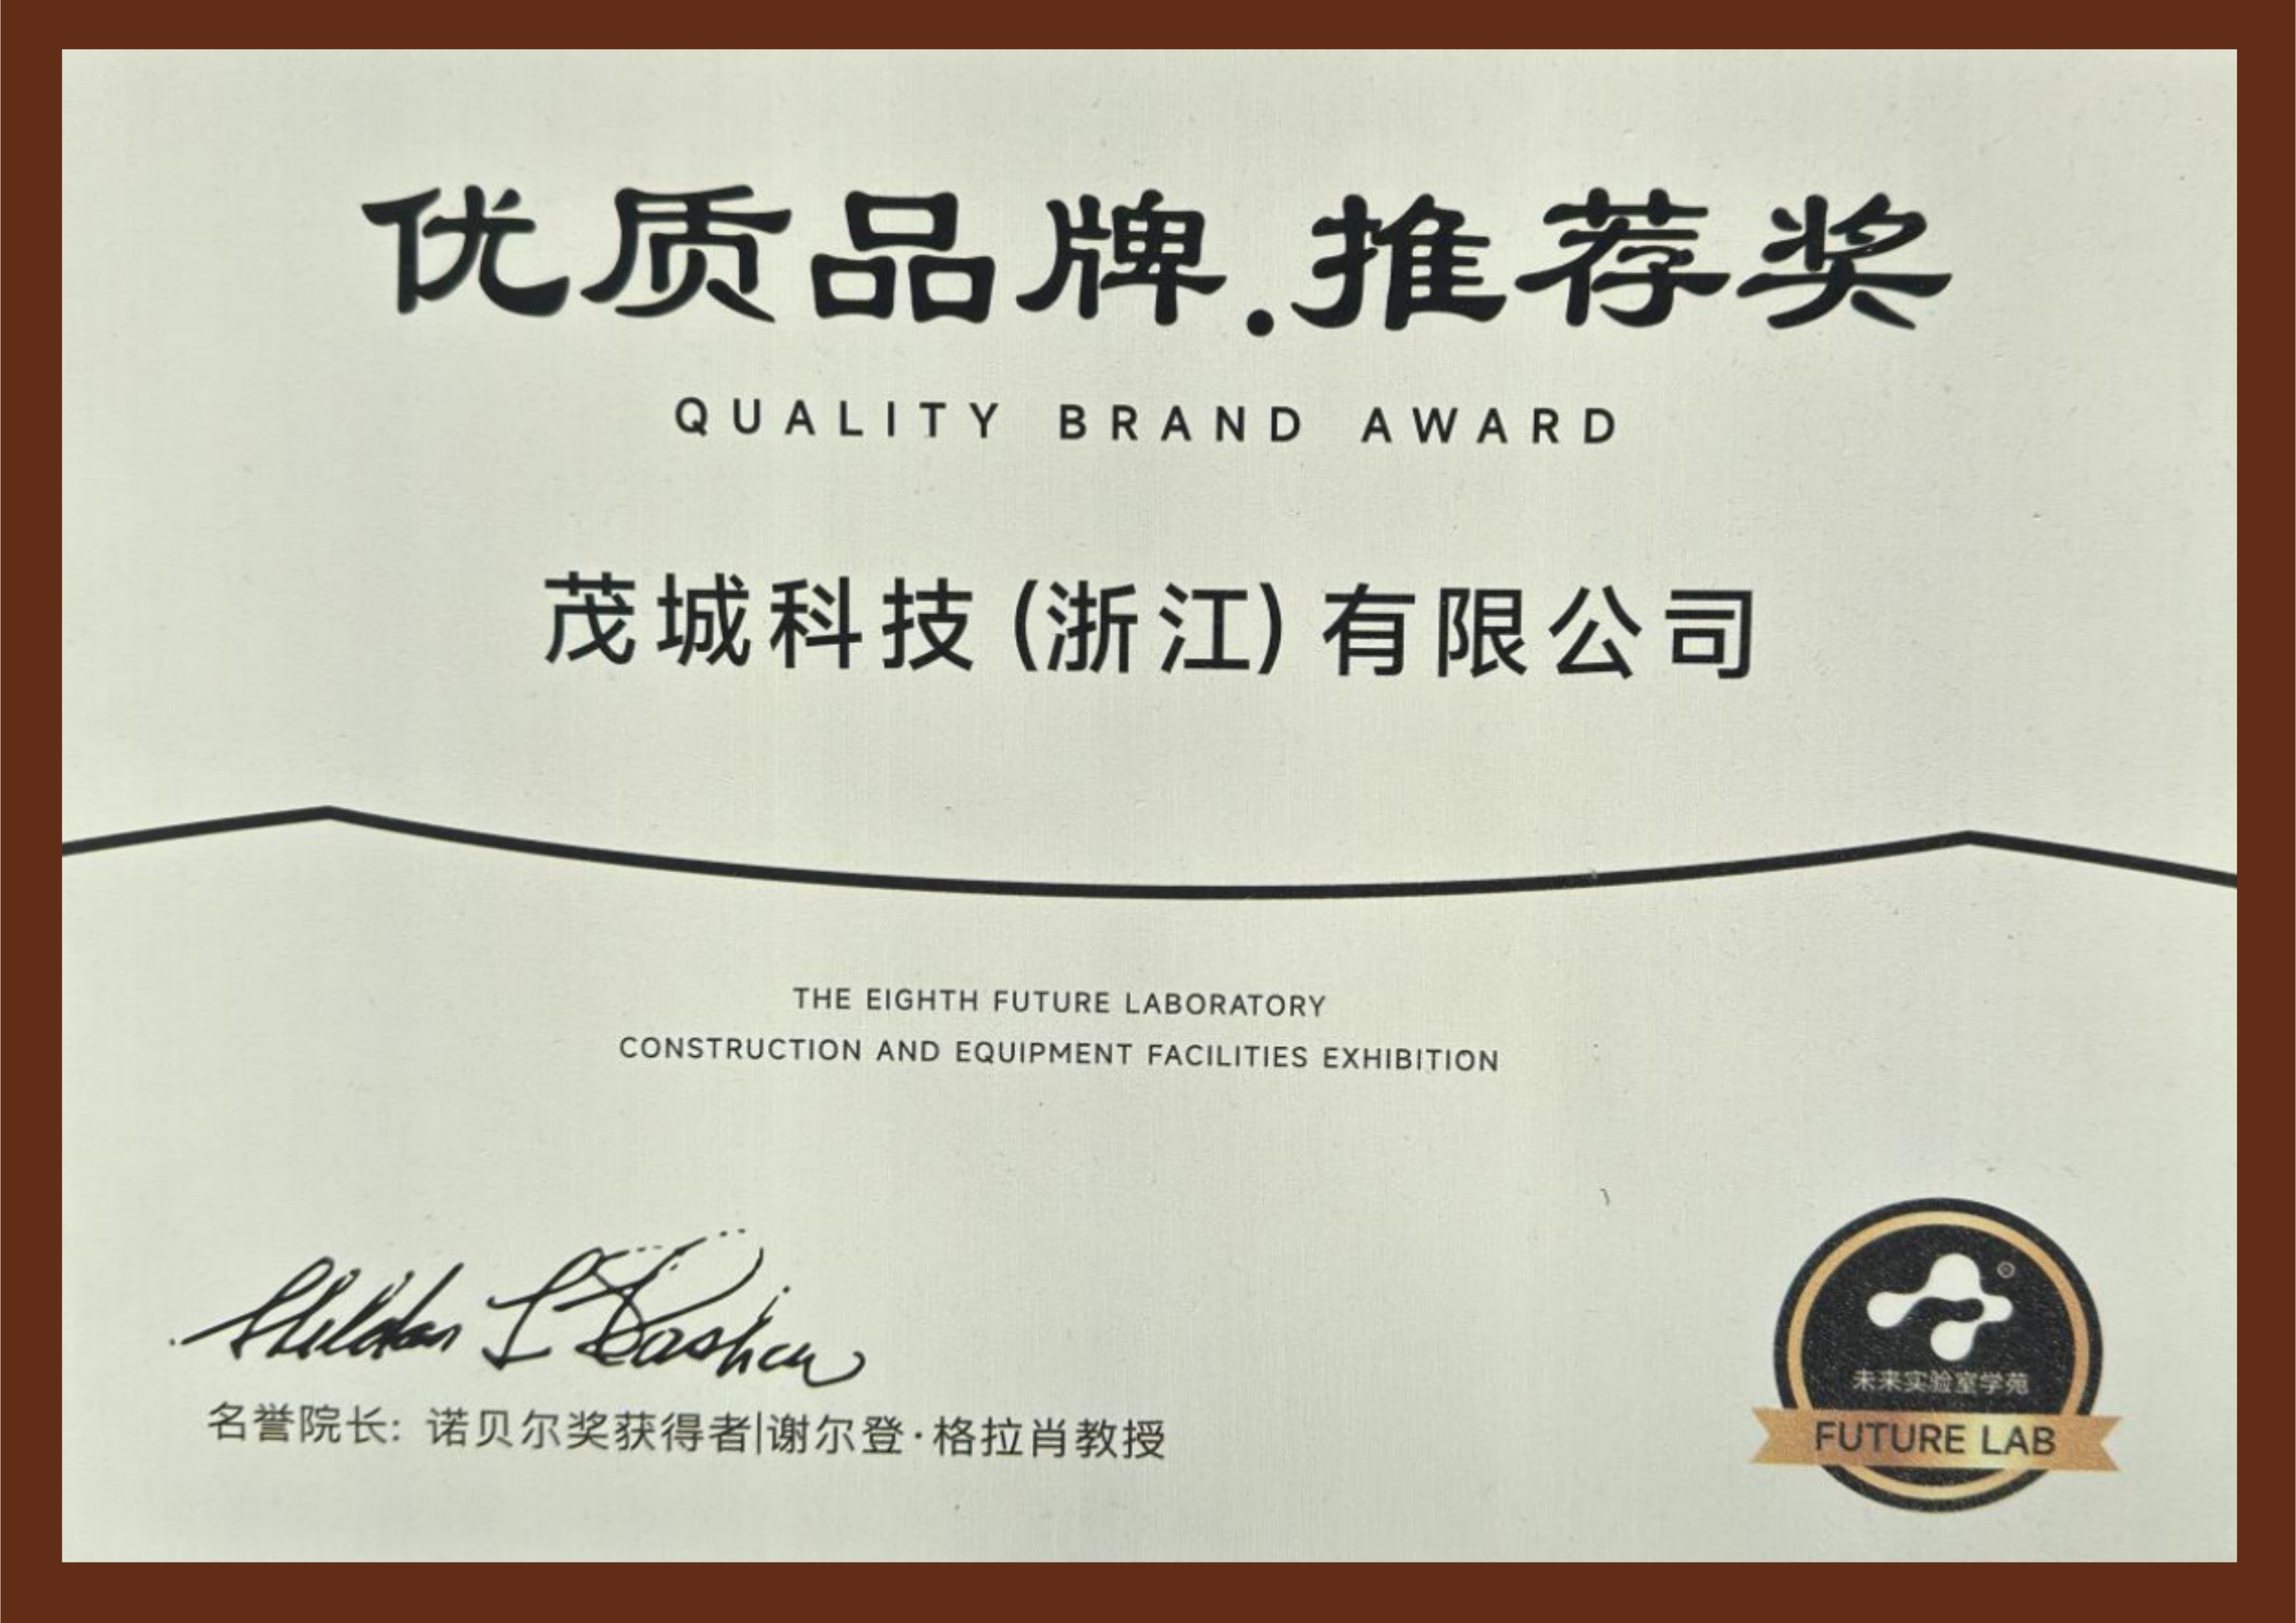 优质品牌.推荐奖
QUALITY BRAND AWARD
茂城科技(浙江)有限公司
THE EIGHTH FUTURE LABORATORY
CONSTRUCTION AND EQUIPMENT FACILITIES EXHIBITION
Sheldon L Glashow
名誉院长: 诺贝尔奖获得者|谢尔登·格拉肖教授
®
未来实验室学苑
FUTURE LAB